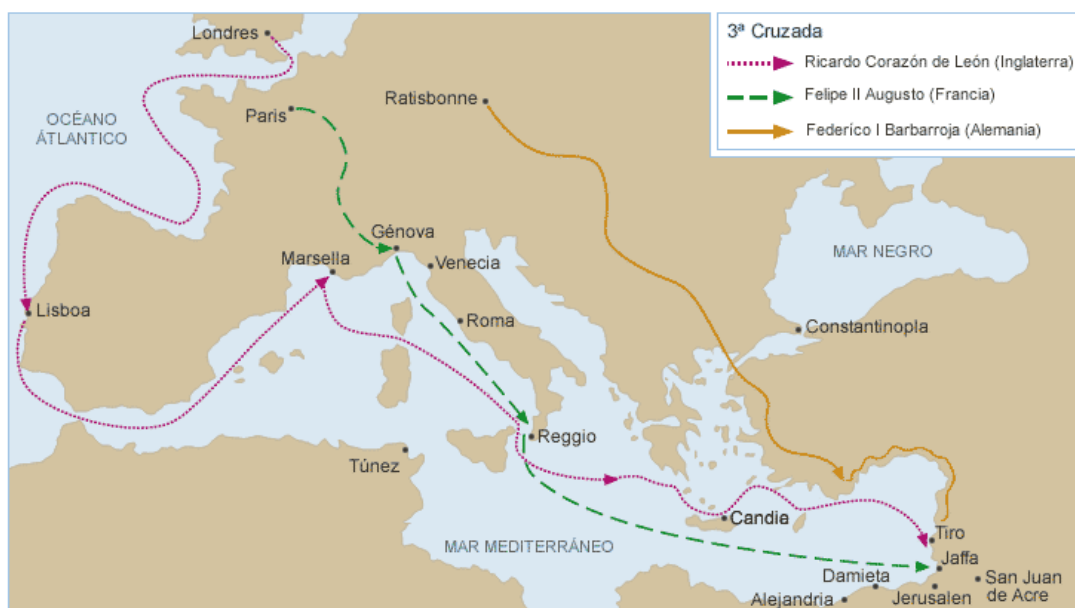 3ª Cruzada
Ricardo Corazón de León (Inglaterra)
Felipe II Augusto (Francia)
Federíco I Barbarroja (Alemania)
Londres
OCÉANO
ÁTLANTICO
Paris
Ratisbonne
Génova
Marsella
Venecia
MAR NEGRO
Lisboa
Roma
Constantinopla
Reggio
Túnez
Candia
MAR MEDITERRÁNEO
Tiro
Jaffa
Damieta
San Juan
de Acre
Alejandria
Jerusalen